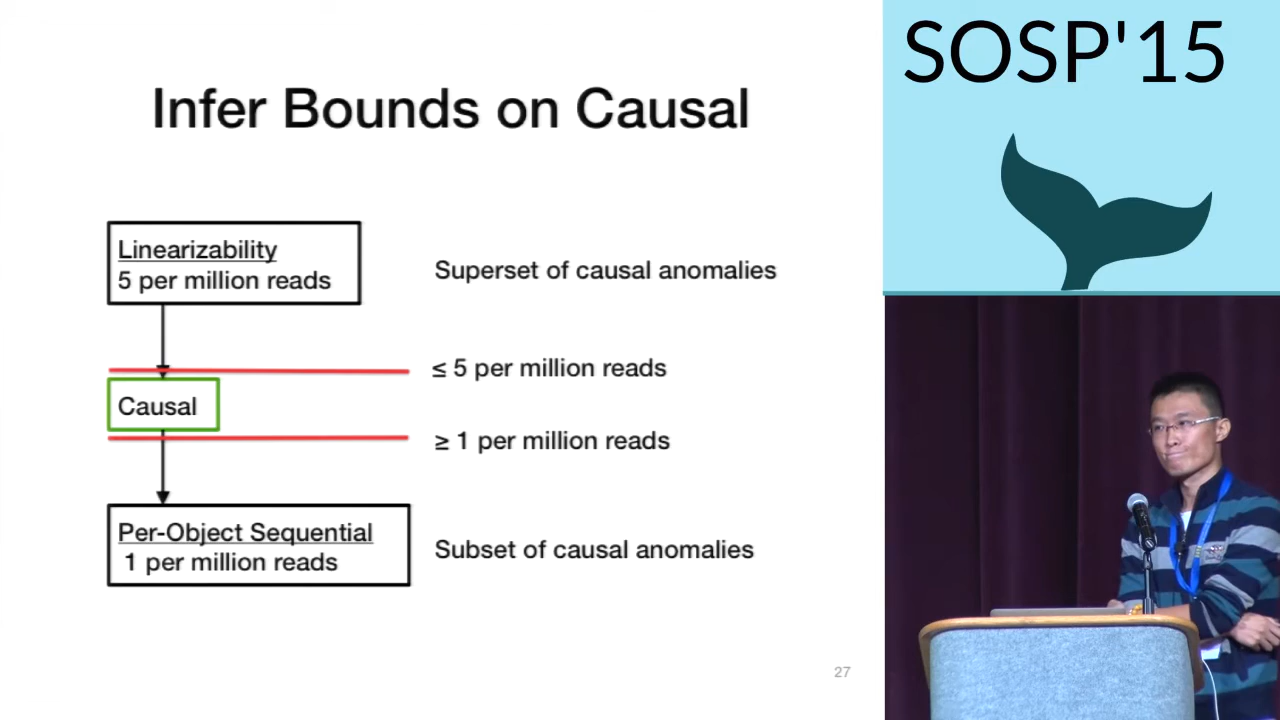 Infer Bounds on Causal
Linearizability
5 per million reads
Superset of causal anomalies
≤ 5 per million reads
Causal
≥ 1 per million reads
Per-Object Sequential
1 per million reads
Subset of causal anomalies
27
SOSP'15